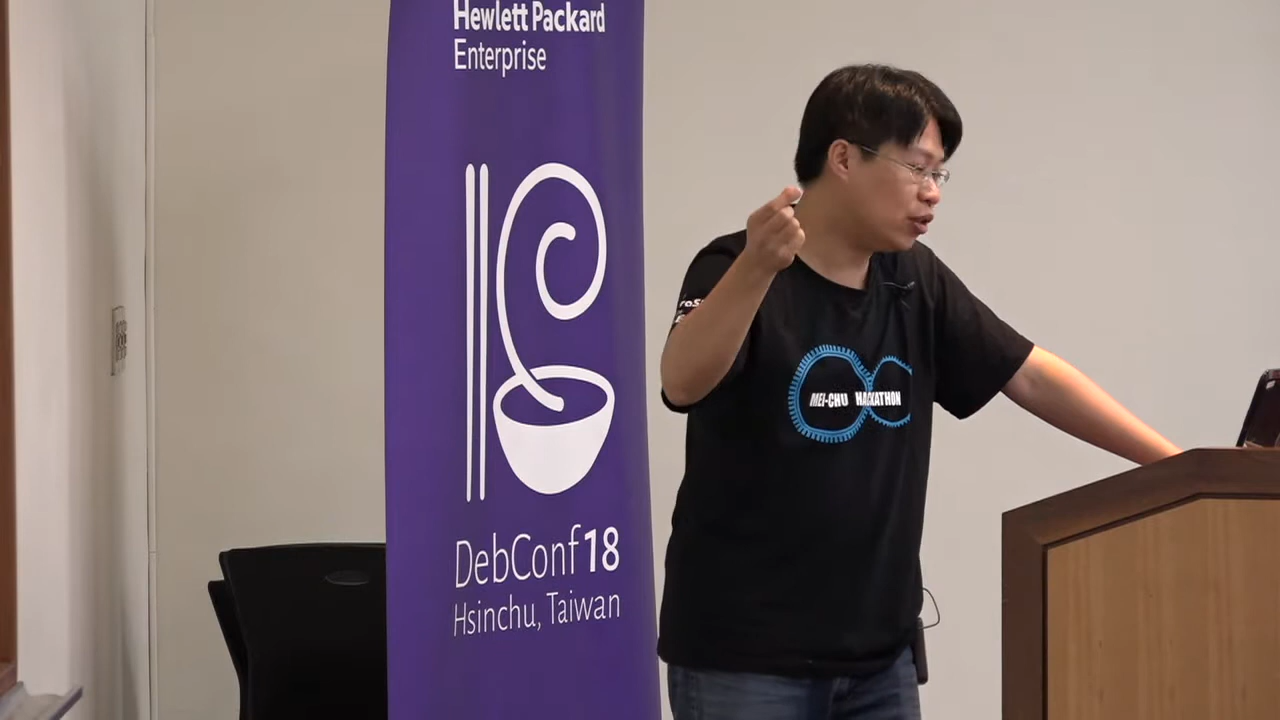 Hewlett Packard
Enterprise
DebConf18
Hsinchu, Taiwan
MEI-CHU HACKATHON